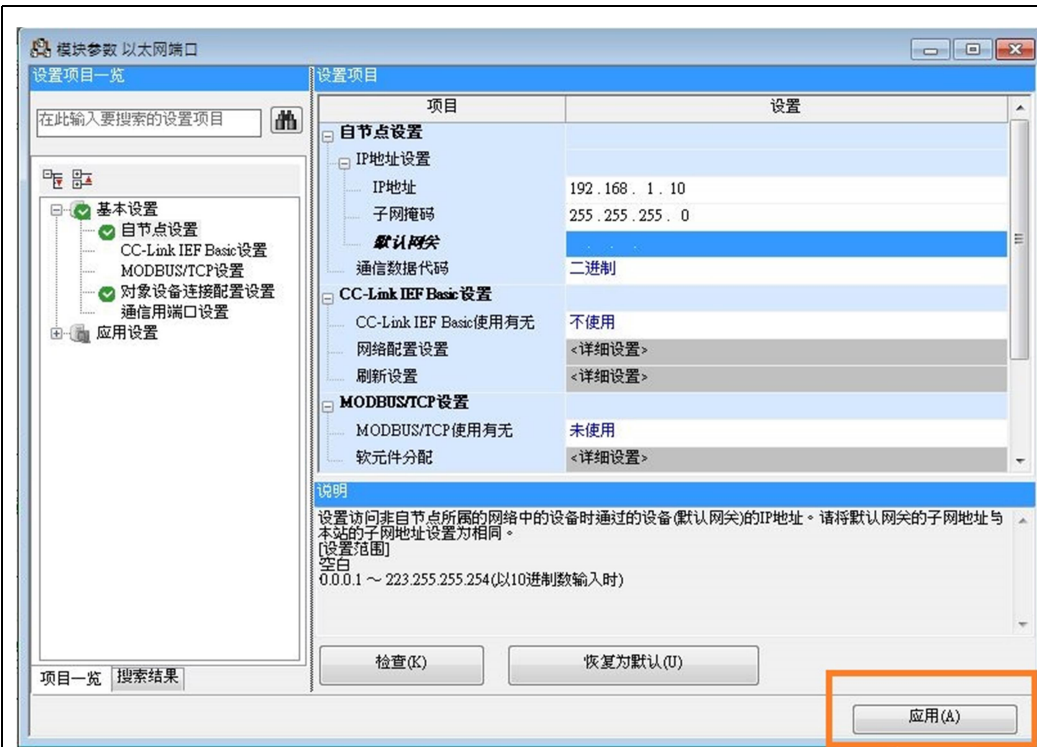 模块参数 以太网端口
设置项目一览
在此输入要搜索的设置项目
基本设置
自节点设置
CC-Link IEF Basic设置
MODBUS/TCP设置
对象设备连接配置设置
通信用端口设置
应用设置
项目一览 搜索结果
设置项目
项目 设置
自节点设置
IP地址设置
IP地址 192 . 168 . 1 . 10
子网掩码 255 . 255 . 255 . 0
默认网关 . . .
通信数据代码 二进制
CC-Link IEF Basic设置
CC-Link IEF Basic使用有无 不使用
网络配置设置 <详细设置>
刷新设置 <详细设置>
MODBUS/TCP设置
MODBUS/TCP使用有无 未使用
软元件分配 <详细设置>
说明
设置访问非自节点所属的网络中的设备时通过的设备(默认网关)的IP地址。请将默认网关的子网地址与
本站的子网地址设置为相同。
[设置范围]
空白
0.0.0.1 ～ 223.255.255.254(以10进制数输入时)
检查(K) 恢复为默认(U)
应用(A)